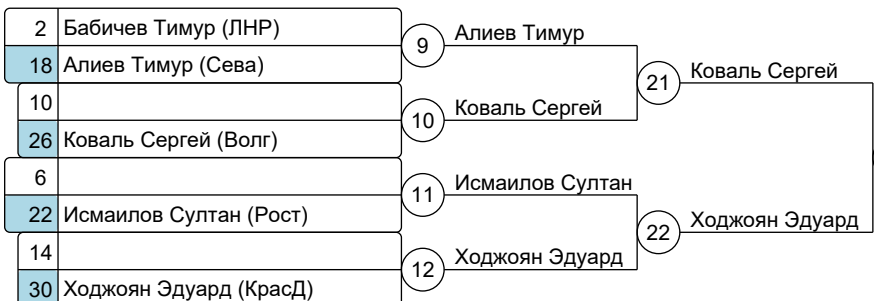 2 Бабичев Тимур (ЛНР)
18 Алиев Тимур (Сева)
9 Алиев Тимур
10
26 Коваль Сергей (Волг)
10 Коваль Сергей
21 Коваль Сергей
6
22 Исмаилов Султан (Рост)
11 Исмаилов Султан
14
30 Ходжоян Эдуард (КрасД)
12 Ходжоян Эдуард
22 Ходжоян Эдуард